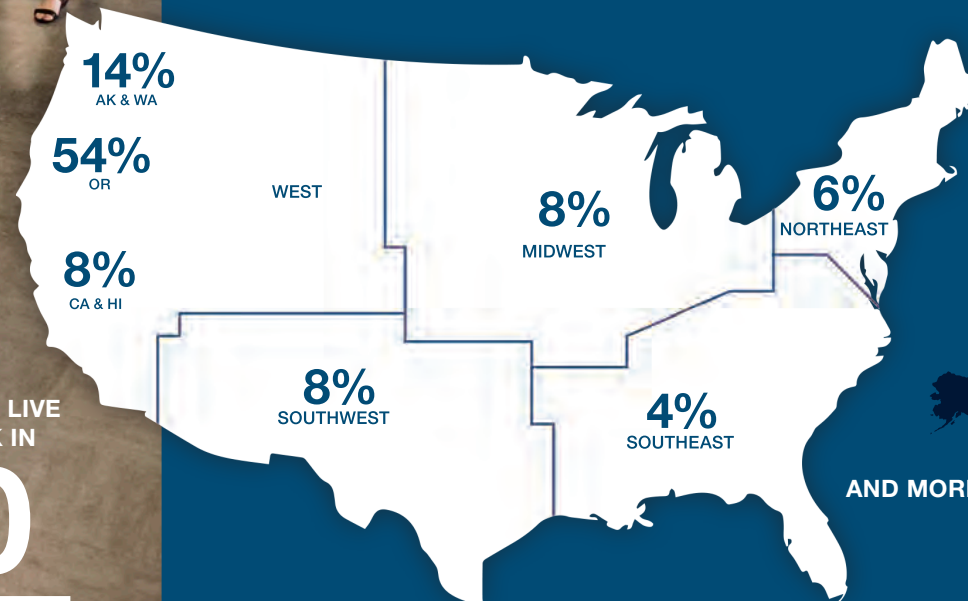 14%
AK & WA
54%
OR
WEST
8%
CA & HI
8%
MIDWEST
6%
NORTHEAST
8%
SOUTHWEST
4%
SOUTHEAST
LIVE
IN
AND MOR